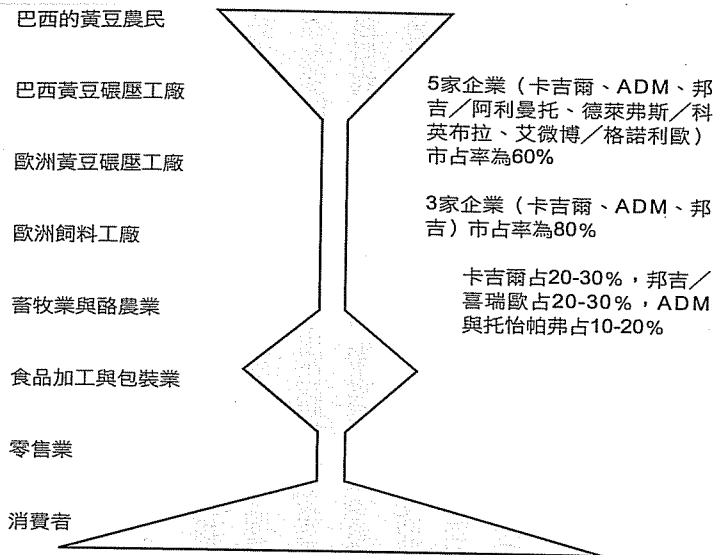 巴西的黃豆農民
巴西黃豆碾壓工廠
歐洲黃豆碾壓工廠
歐洲飼料工廠
畜牧業與酪農業
食品加工與包裝業
零售業
消費者
5家企業（卡吉爾、ADM、邦
吉／阿利曼托、德萊弗斯／科
英布拉、艾微博／格諾利歐）
市占率為60%
3家企業（卡吉爾、ADM、邦
吉）市占率為80%
卡吉爾占20-30%，邦吉／
喜瑞歐占20-30%，ADM
與托怡帕弗占10-20%